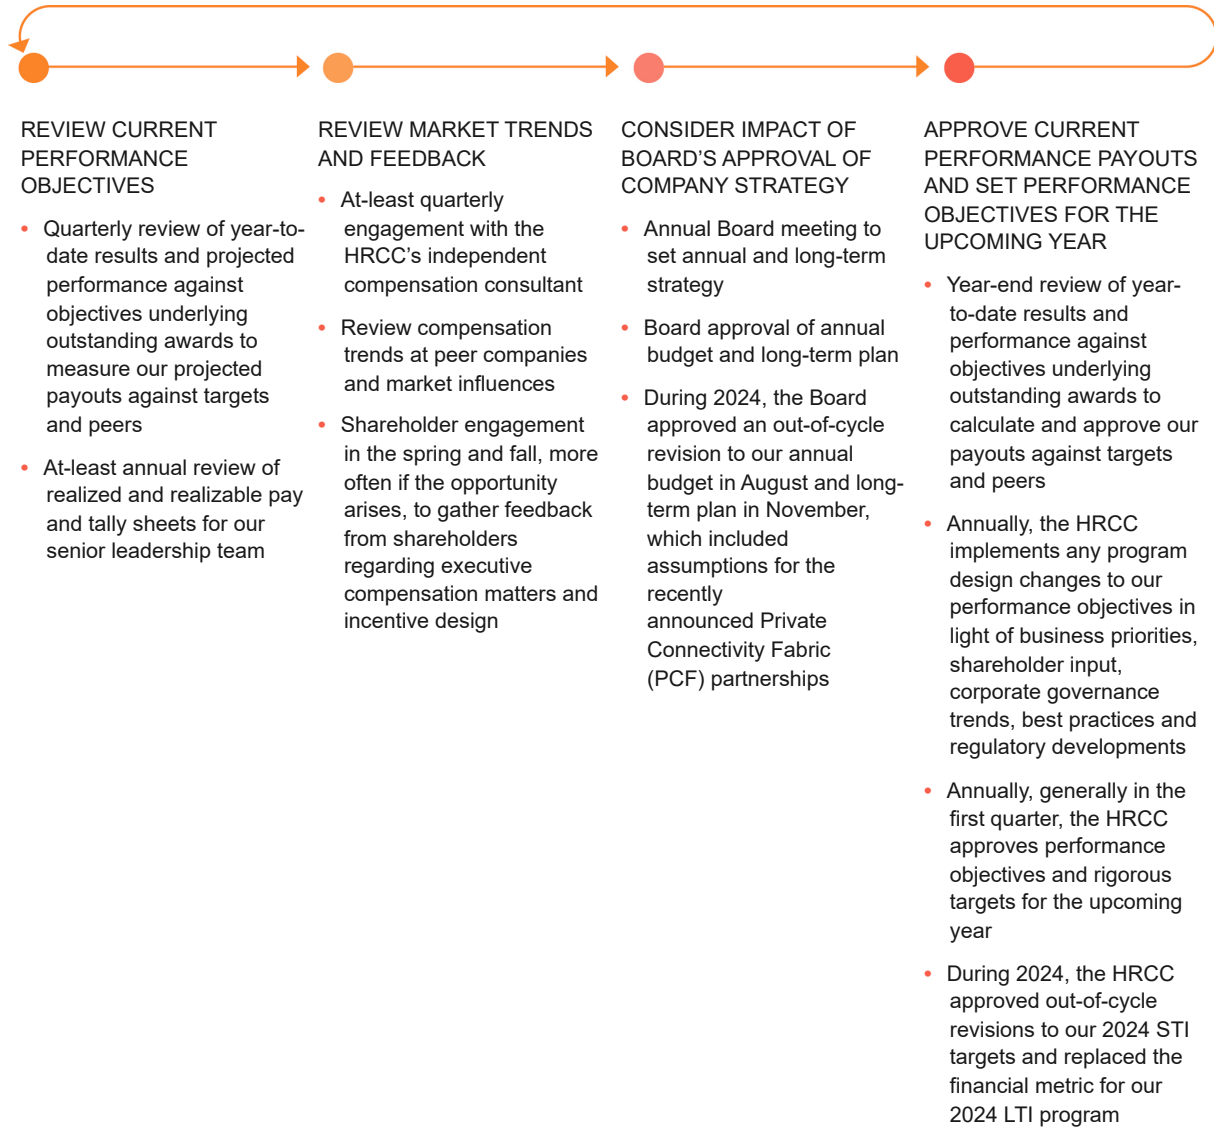 REVIEW CURRENT
PERFORMANCE
OBJECTIVES
• Quarterly review of year-to-
date results and projected
performance against
objectives underlying
outstanding awards to
measure our projected
payouts against targets
and peers
• At-least annual review of
realized and realizable pay
and tally sheets for our
senior leadership team
REVIEW MARKET TRENDS
AND FEEDBACK
• At-least quarterly
engagement with the
HRCC's independent
compensation consultant
• Review compensation
trends at peer companies
and market influences
• Shareholder engagement
in the spring and fall, more
often if the opportunity
arises, to gather feedback
from shareholders
regarding executive
compensation matters and
incentive design
CONSIDER IMPACT OF
BOARD'S APPROVAL OF
COMPANY STRATEGY
• Annual Board meeting to
set annual and long-term
strategy
• Board approval of annual
budget and long-term plan
• During 2024, the Board
approved an out-of-cycle
revision to our annual
budget in August and long-
term plan in November,
which included
assumptions for the
recently
announced Private
Connectivity Fabric
(PCF) partnerships
APPROVE CURRENT
PERFORMANCE PAYOUTS
AND SET PERFORMANCE
OBJECTIVES FOR THE
UPCOMING YEAR
• Year-end review of year-
to-date results and
performance against
objectives underlying
outstanding awards to
calculate and approve our
payouts against targets
and peers
• Annually, the HRCC
implements any program
design changes to our
performance objectives in
light of business priorities,
shareholder input,
corporate governance
trends, best practices and
regulatory developments
• Annually, generally in the
first quarter, the HRCC
approves performance
objectives and rigorous
targets for the upcoming
year
• During 2024, the HRCC
approved out-of-cycle
revisions to our 2024 STI
targets and replaced the
financial metric for our
2024 LTI program